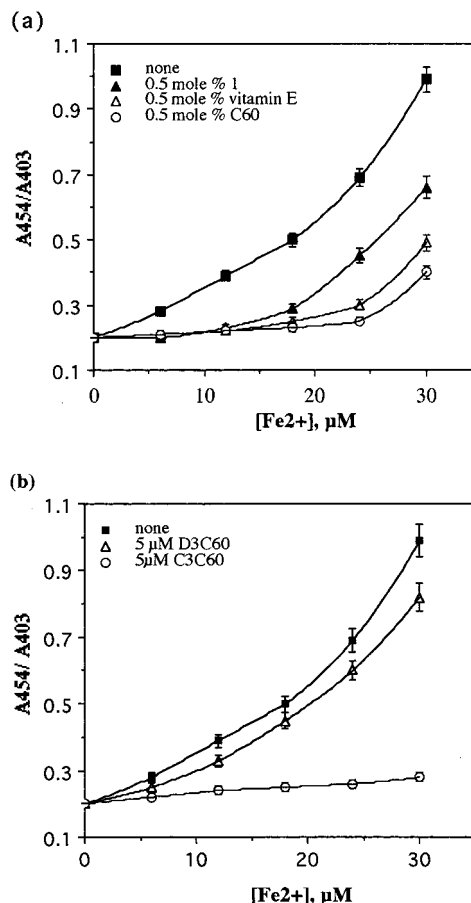 (a)
1.1
0.9
0.7
0.5
0.3
0.1
A454/A403
none
0.5 mole % 1
0.5 mole % vitamin E
0.5 mole % C60
0 10 20 30
[Fe2+], µM
(b)
1.1
0.9
0.7
0.5
0.3
0.1
A454/ A403
none
5 µM D3C60
5µM C3C60
0 10 20 30
[Fe2+], µM